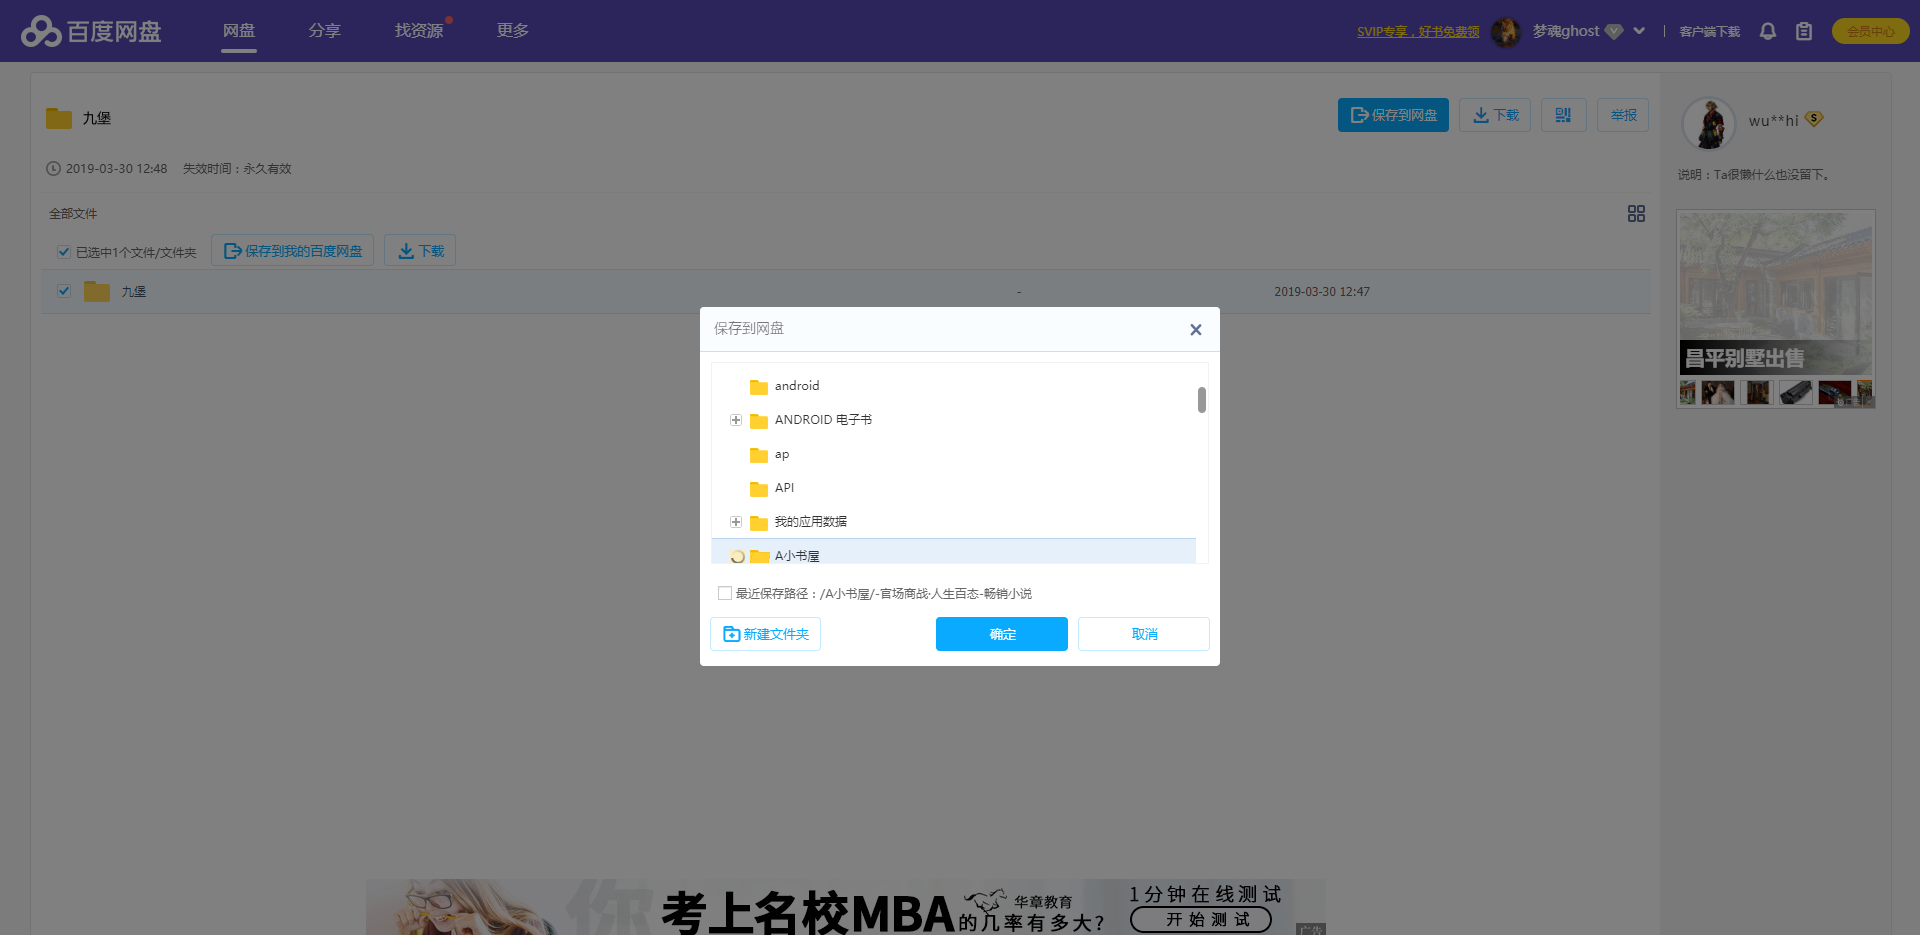 百度网盘 网盘 分享 找资源 更多 SVIP专享，好书免费领 梦魂ghost 客户端下载 会员中心
九堡 保存到网盘 下载 举报
wu**hi
2019-03-30 12:48 失效时间：永久有效
说明：Ta很懒什么也没留下。
全部文件
已选中1个文件/文件夹 保存到我的百度网盘 下载
九堡 - 2019-03-30 12:47
昌平别墅出售
保存到网盘
android
ANDROID 电子书
ap
API
我的应用数据
A小书屋
最近保存路径：/A小书屋/-官场商战·人生百态-畅销小说
新建文件夹 确定 取消
你 考上名校MBA 华章教育
的几率有多大?
1分钟在线测试
开始测试
广告